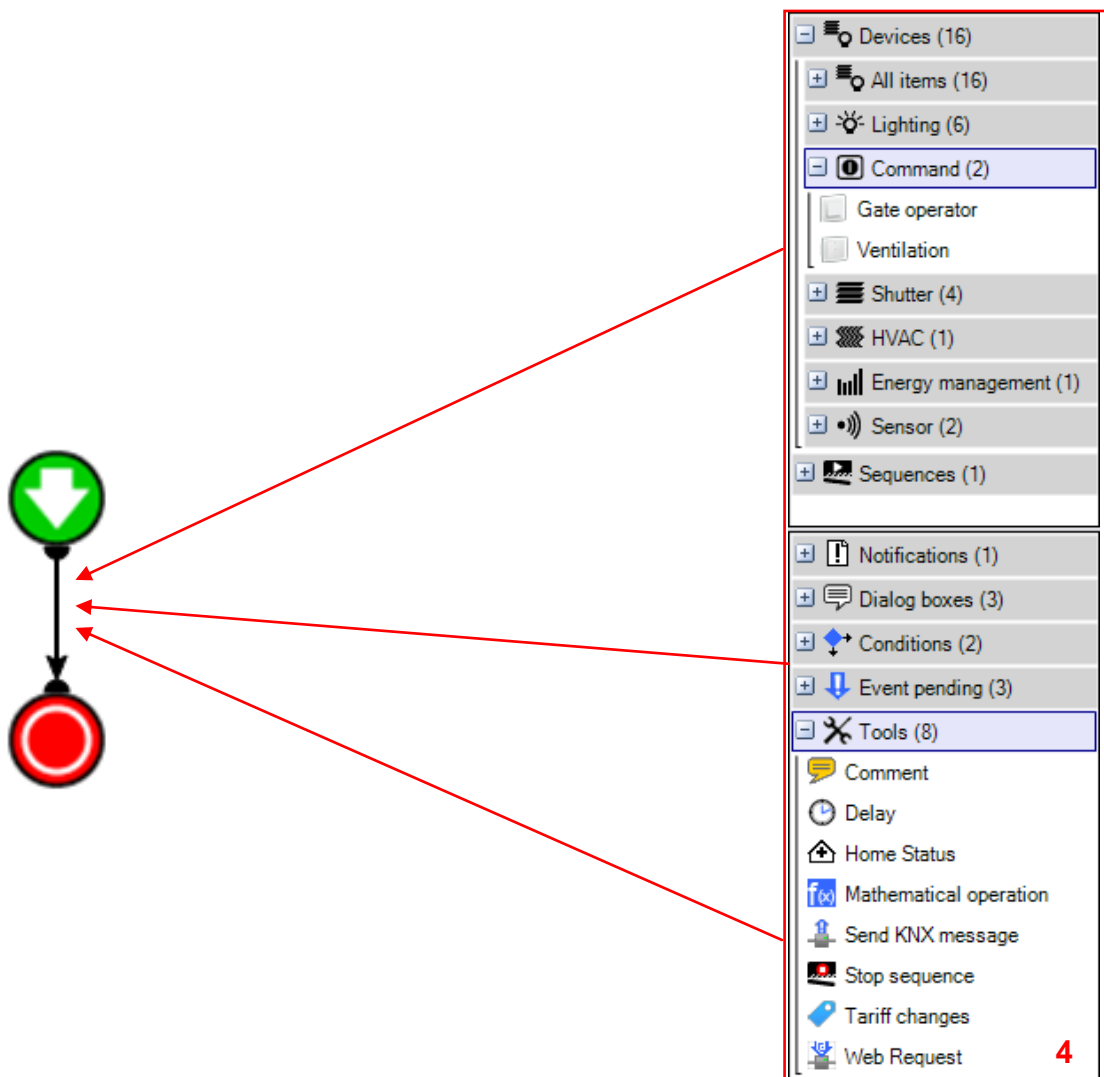 Devices (16)
All items (16)
Lighting (6)
Command (2)
Gate operator
Ventilation
Shutter (4)
HVAC (1)
Energy management (1)
Sensor (2)
Sequences (1)
Notifications (1)
Dialog boxes (3)
Conditions (2)
Event pending (3)
Tools (8)
Comment
Delay
Home Status
f(x) Mathematical operation
Send KNX message
Stop sequence
Tariff changes
Web Request 4